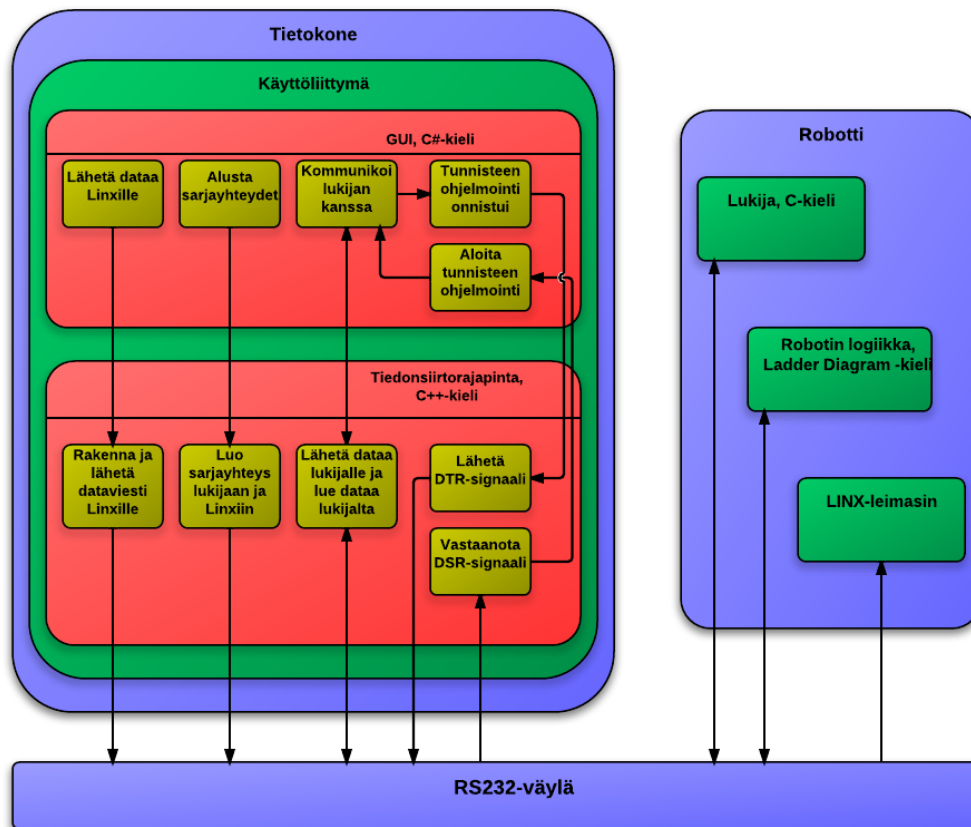 Tietokone
Käyttöliittymä
GUI, C#-kieli
Lähetä dataa
Linxille
Alusta
sarjayhteydet
Kommunikoi
lukijan
kanssa
Tunnisteen
ohjelmointi
onnistui
Aloita
tunnisteen
ohjelmointi
Tiedonsiirtorajapinta,
C++-kieli
Rakenna ja
lähetä
dataviesti
Linxille
Luo
sarjayhteys
lukijaan ja
Linxiin
Lähetä dataa
lukijalle ja
lue dataa
lukijalta
Lähetä
DTR-signaali
Vastaanota
DSR-signaali
Robotti
Lukija, C-kieli
Robotin logiikka,
Ladder Diagram -kieli
LINX-leimasin
RS232-väylä